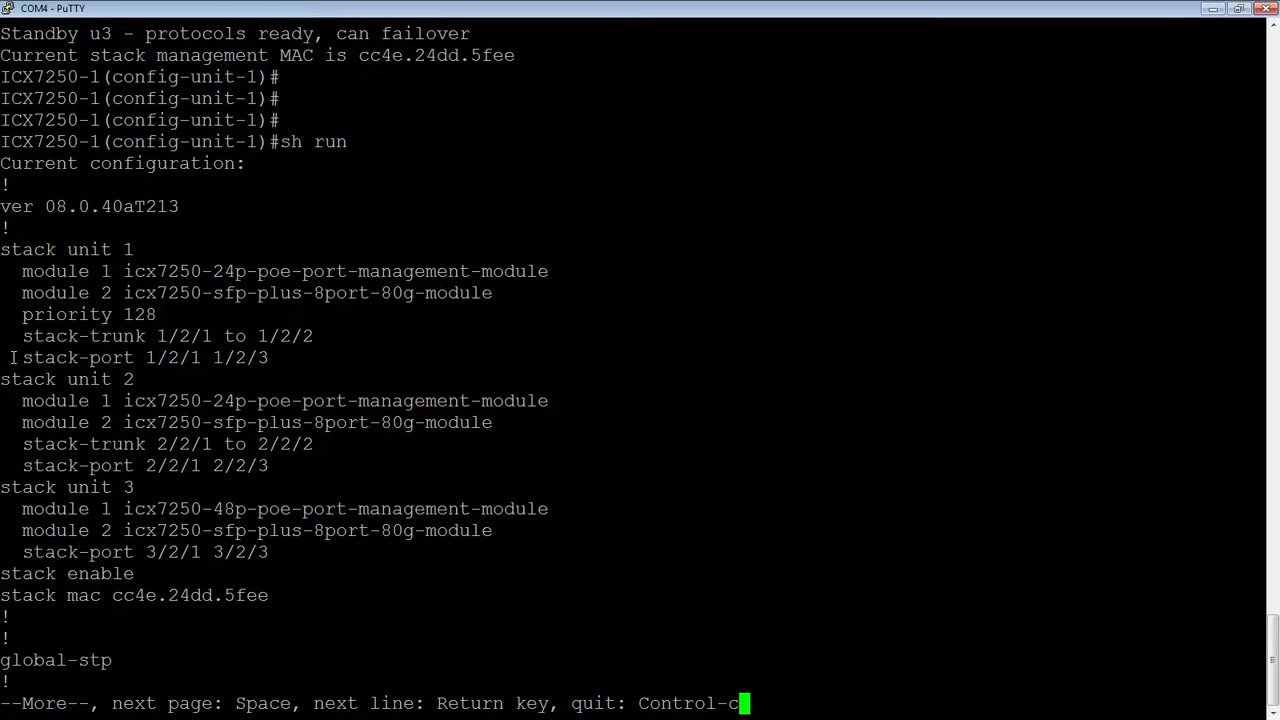 COM4 - PuTTY
Standby u3 - protocols ready, can failover
Current stack management MAC is cc4e.24dd.5fee
ICX7250-1(config-unit-1)#
ICX7250-1(config-unit-1)#
ICX7250-1(config-unit-1)#
ICX7250-1(config-unit-1)#sh run
Current configuration:
!
ver 08.0.40aT213
!
stack unit 1
  module 1 icx7250-24p-poe-port-management-module
  module 2 icx7250-sfp-plus-8port-80g-module
  priority 128
  stack-trunk 1/2/1 to 1/2/2
  stack-port 1/2/1 1/2/3
stack unit 2
  module 1 icx7250-24p-poe-port-management-module
  module 2 icx7250-sfp-plus-8port-80g-module
  stack-trunk 2/2/1 to 2/2/2
  stack-port 2/2/1 2/2/3
stack unit 3
  module 1 icx7250-48p-poe-port-management-module
  module 2 icx7250-sfp-plus-8port-80g-module
  stack-port 3/2/1 3/2/3
stack enable
stack mac cc4e.24dd.5fee
!
!
global-stp
!
--More--, next page: Space, next line: Return key, quit: Control-c